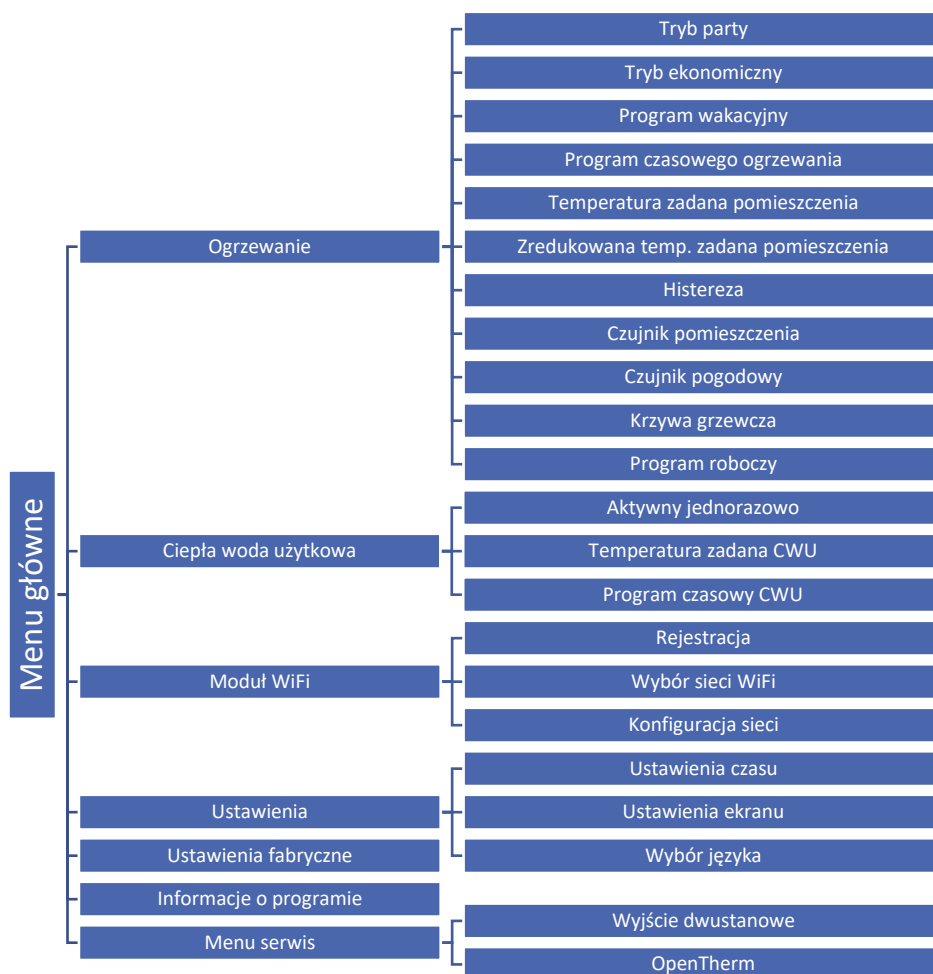 Menu główne
Ogrzewanie
Tryb party
Tryb ekonomiczny
Program wakacyjny
Program czasowego ogrzewania
Temperatura zadana pomieszczenia
Zredukowana temp. zadana pomieszczenia
Histereza
Czujnik pomieszczenia
Czujnik pogodowy
Krzywa grzewcza
Program roboczy
Ciepła woda użytkowa
Aktywny jednorazowo
Temperatura zadana CWU
Program czasowy CWU
Moduł WiFi
Rejestracja
Wybór sieci WiFi
Konfiguracja sieci
Ustawienia
Ustawienia czasu
Ustawienia ekranu
Wybór języka
Ustawienia fabryczne
Informacje o programie
Menu serwis
Wyjście dwustanowe
OpenTherm